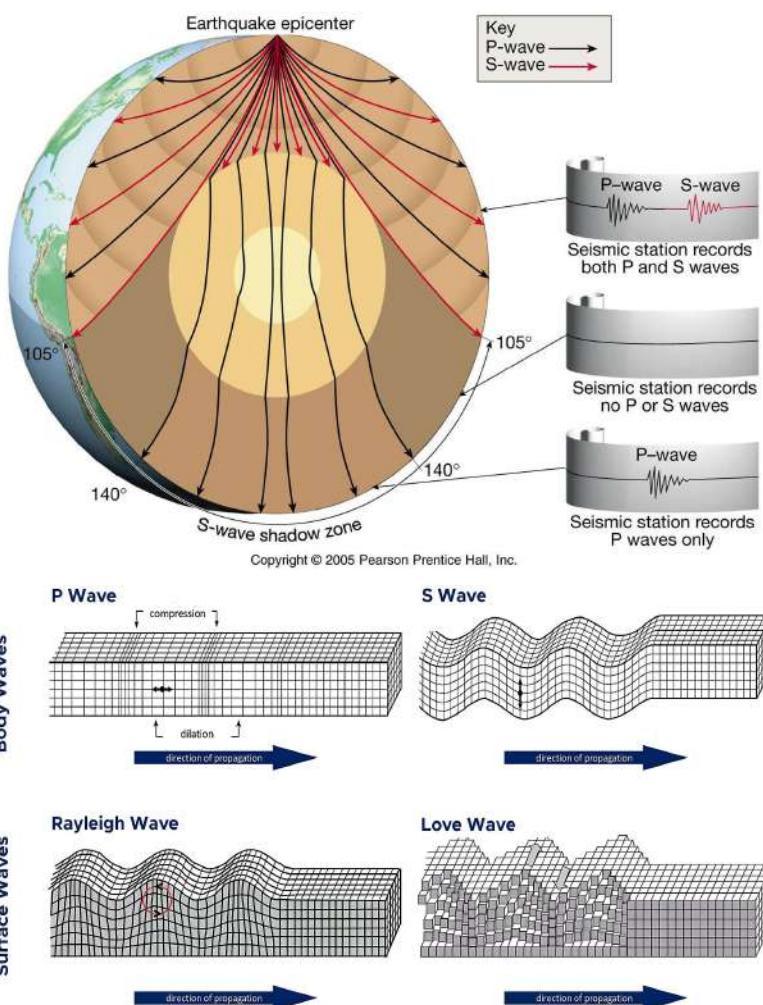 Earthquake epicenter
Key
P-wave
S-wave
P–wave S–wave
Seismic station records
both P and S waves
105°
105°
Seismic station records
no P or S waves
P–wave
140°
140°
S-wave shadow zone
Seismic station records
P waves only
Copyright © 2005 Pearson Prentice Hall, Inc.
Body Waves
P Wave
compression
dilation
direction of propagation
S Wave
direction of propagation
Surface Waves
Rayleigh Wave
direction of propagation
Love Wave
direction of propagation